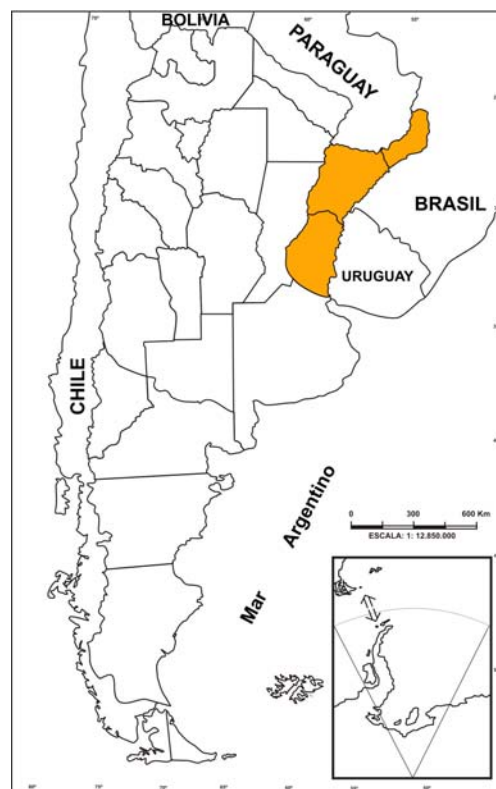 BOLIVIA
PARAGUAY
BRASIL
URUGUAY
CHILE
Argentino
Mar
0 300 600 Km
ESCALA: 1: 12.850.000